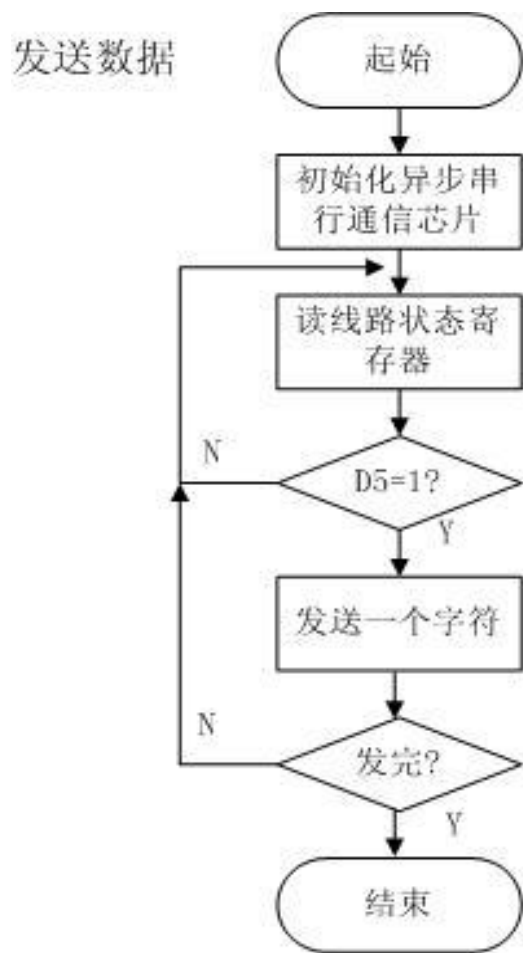 发送数据
起始
初始化异步串
行通信芯片
读线路状态寄
存器
N
D5=1?
Y
发送一个字符
N
发完?
Y
结束